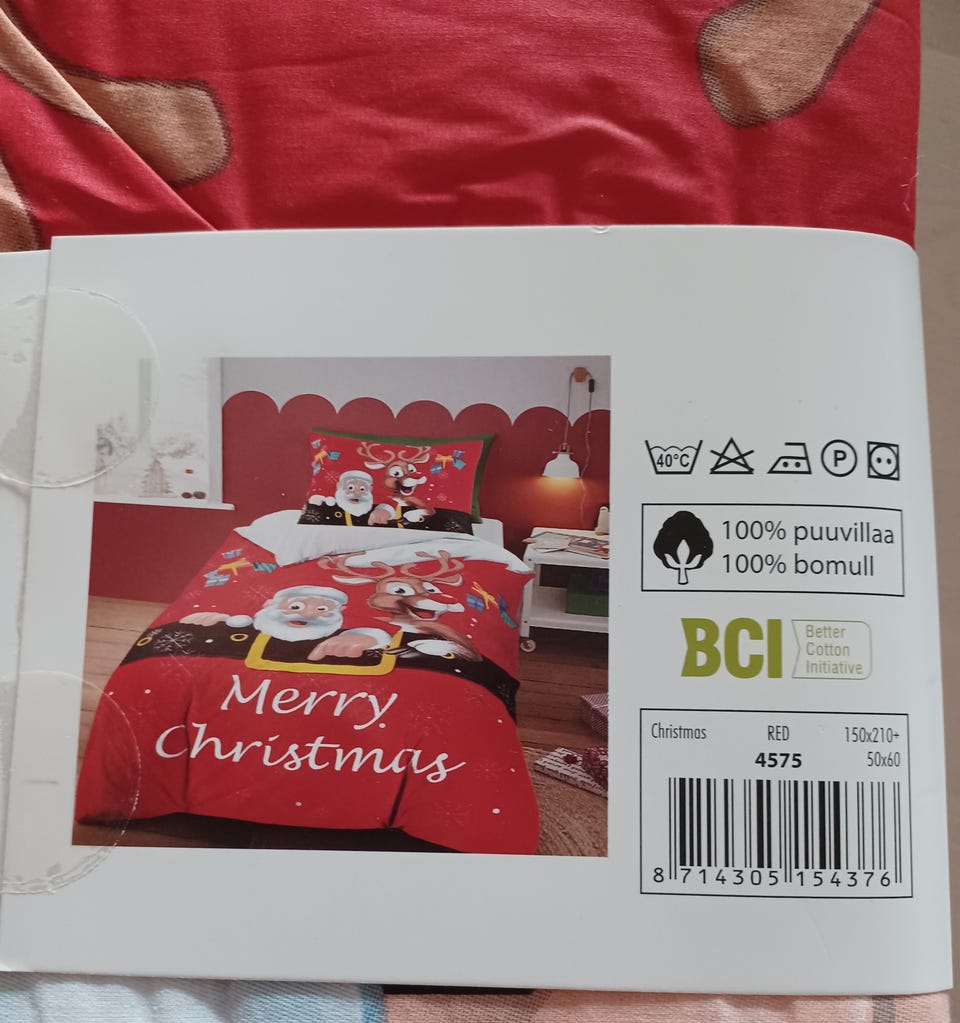 Merry
Christmas
40°C
P
100% puuvillaa
100% bomull
BCI
Better
Cotton
Initiative
Christmas RED 150x210+
4575 50x60
8 714305 154376